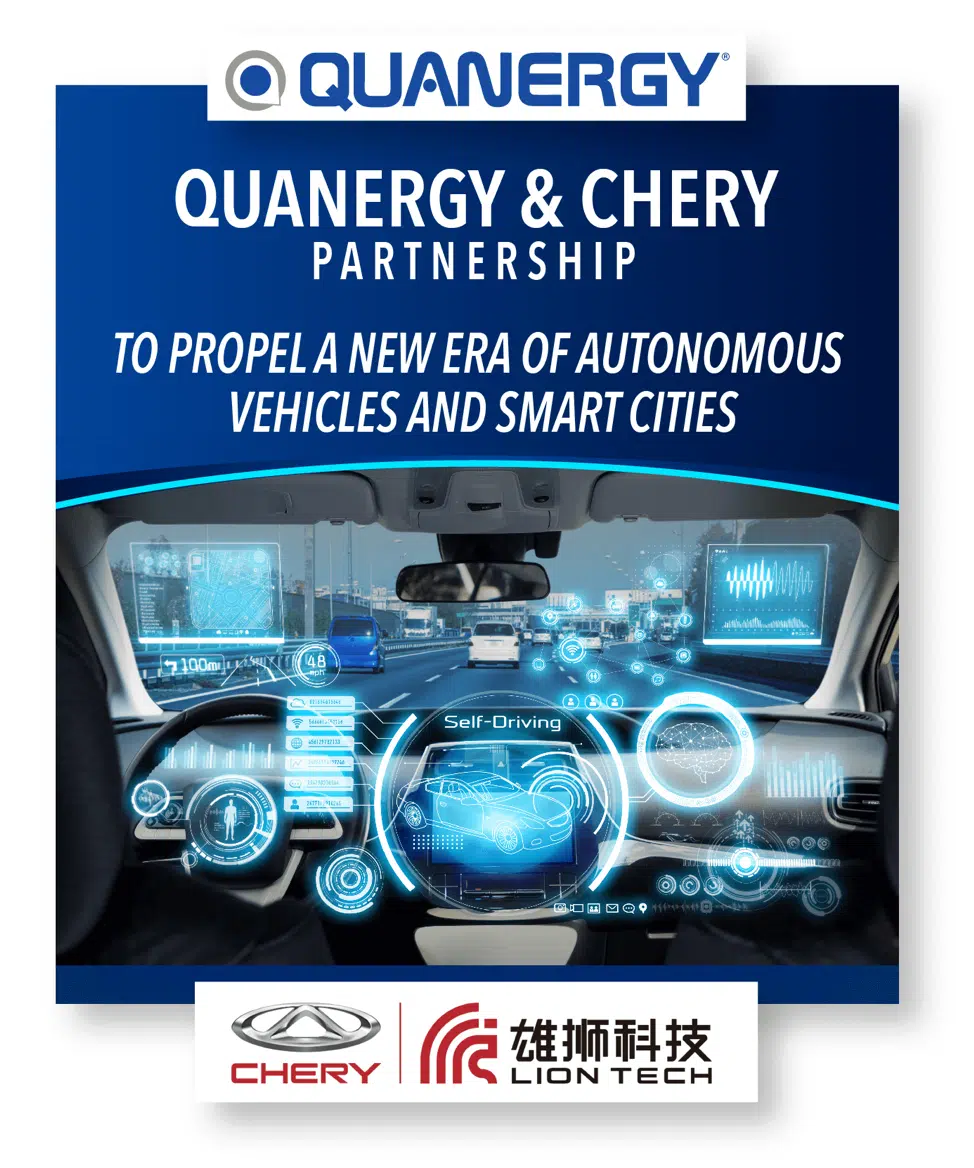 QUANERGY®
QUANERGY & CHERY
PARTNERSHIP
TO PROPEL A NEW ERA OF AUTONOMOUS
VEHICLES AND SMART CITIES
100m
48
mph
Self-Driving
CHERY
雄狮科技
LION TECH